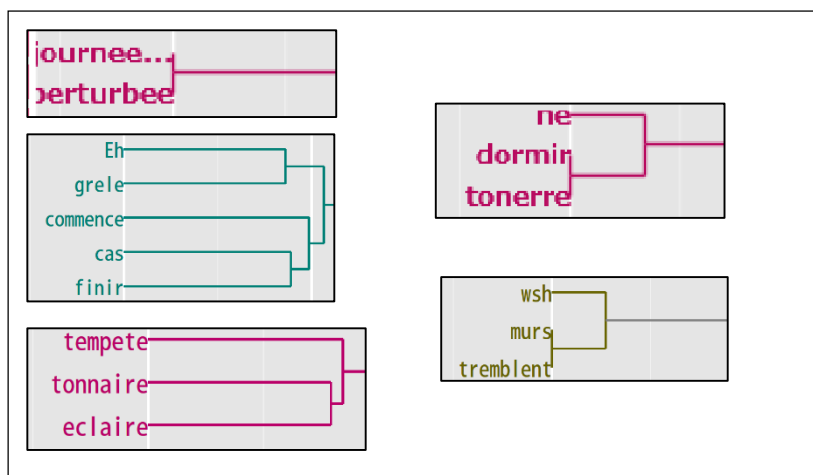 journee...
perturbee
Eh
grele
commence
cas
finir
tempete
tonnaire
eclaire
ne
dormir
tonerre
wsh
murs
tremblent